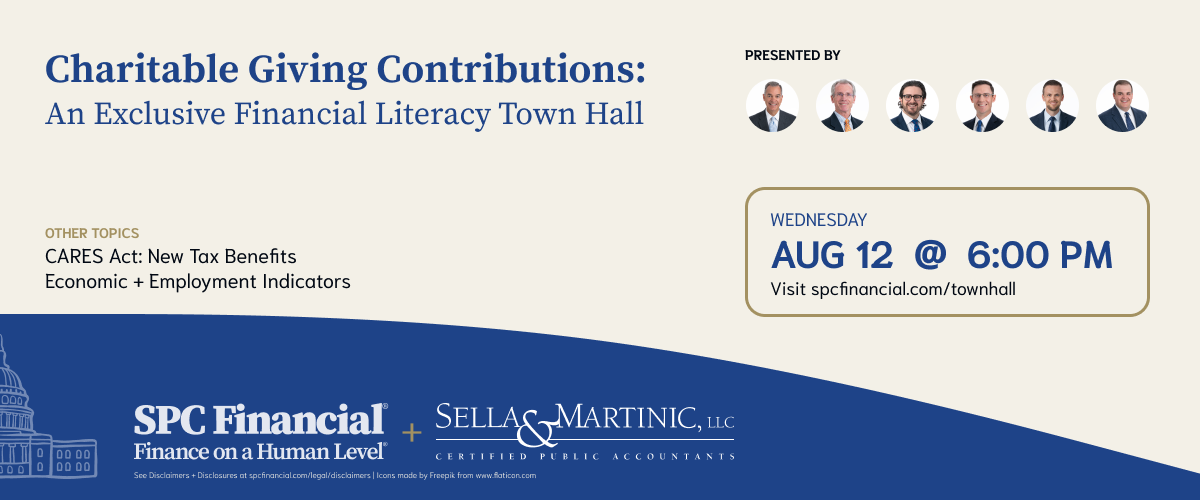 Charitable Giving Contributions:
An Exclusive Financial Literacy Town Hall
PRESENTED BY
OTHER TOPICS
CARES Act: New Tax Benefits
Economic + Employment Indicators
WEDNESDAY
AUG 12 @ 6:00 PM
Visit spcfinancial.com/townhall
SPC Financial®
Finance on a Human Level®
+
SELLA & MARTINIC, LLC
CERTIFIED PUBLIC ACCOUNTANTS
See Disclaimers + Disclosures at spcfinancial.com/legal/disclaimers | Icons made by Freepik from www.flaticon.com